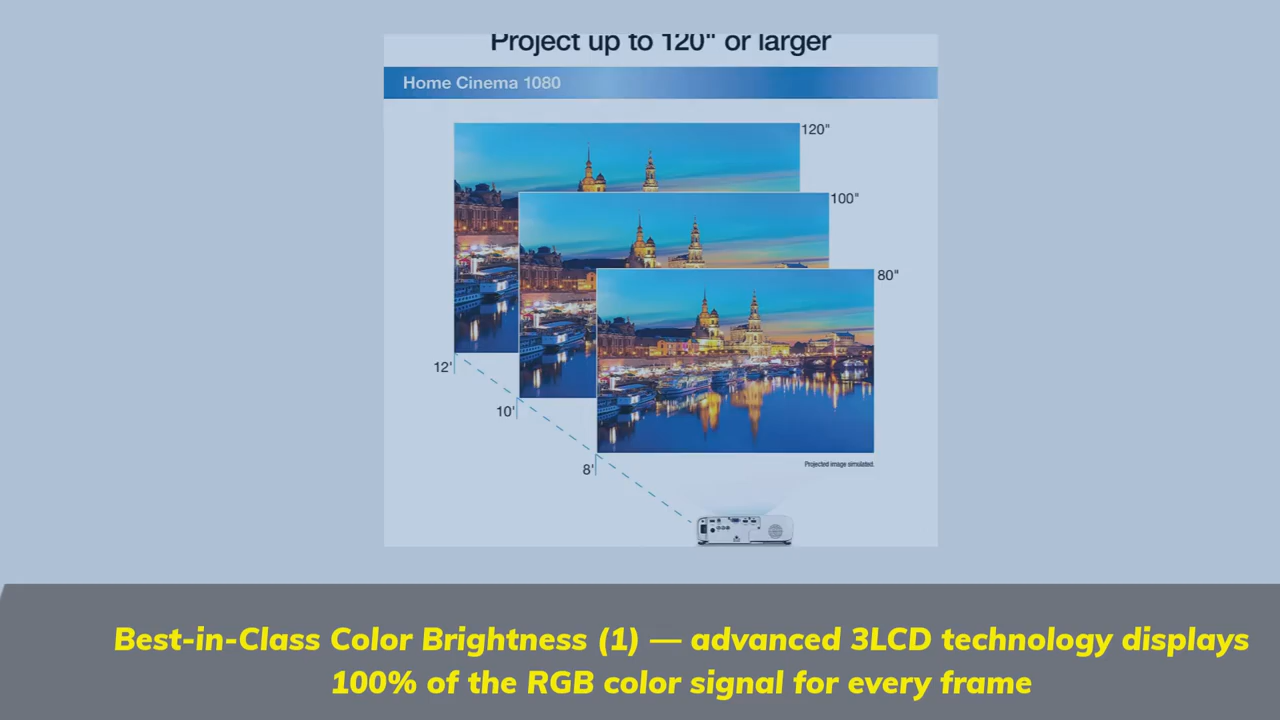 Project up to 120" or larger
Home Cinema 1080
120"
100"
80"
12'
10'
8'
Projected image simulated.
Best-in-Class Color Brightness (1) — advanced 3LCD technology displays
100% of the RGB color signal for every frame